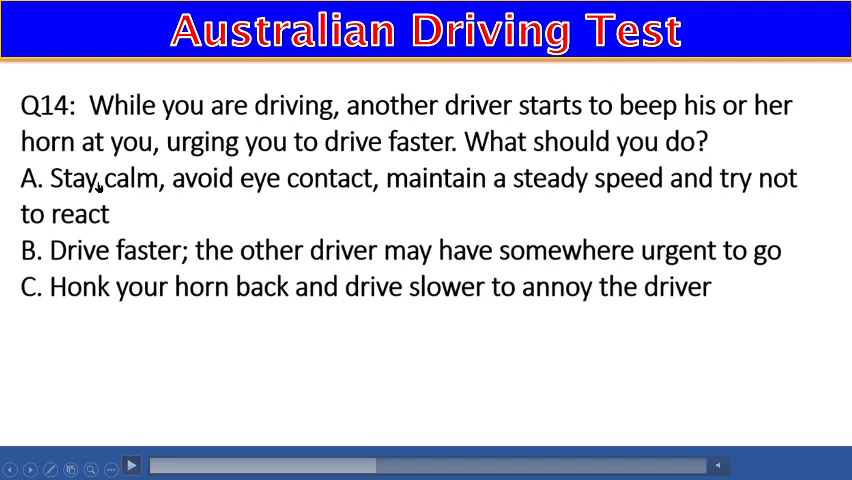 Australian Driving Test
Q14: While you are driving, another driver starts to beep his or her
horn at you, urging you to drive faster. What should you do?
A. Stay calm, avoid eye contact, maintain a steady speed and try not
to react
B. Drive faster; the other driver may have somewhere urgent to go
C. Honk your horn back and drive slower to annoy the driver